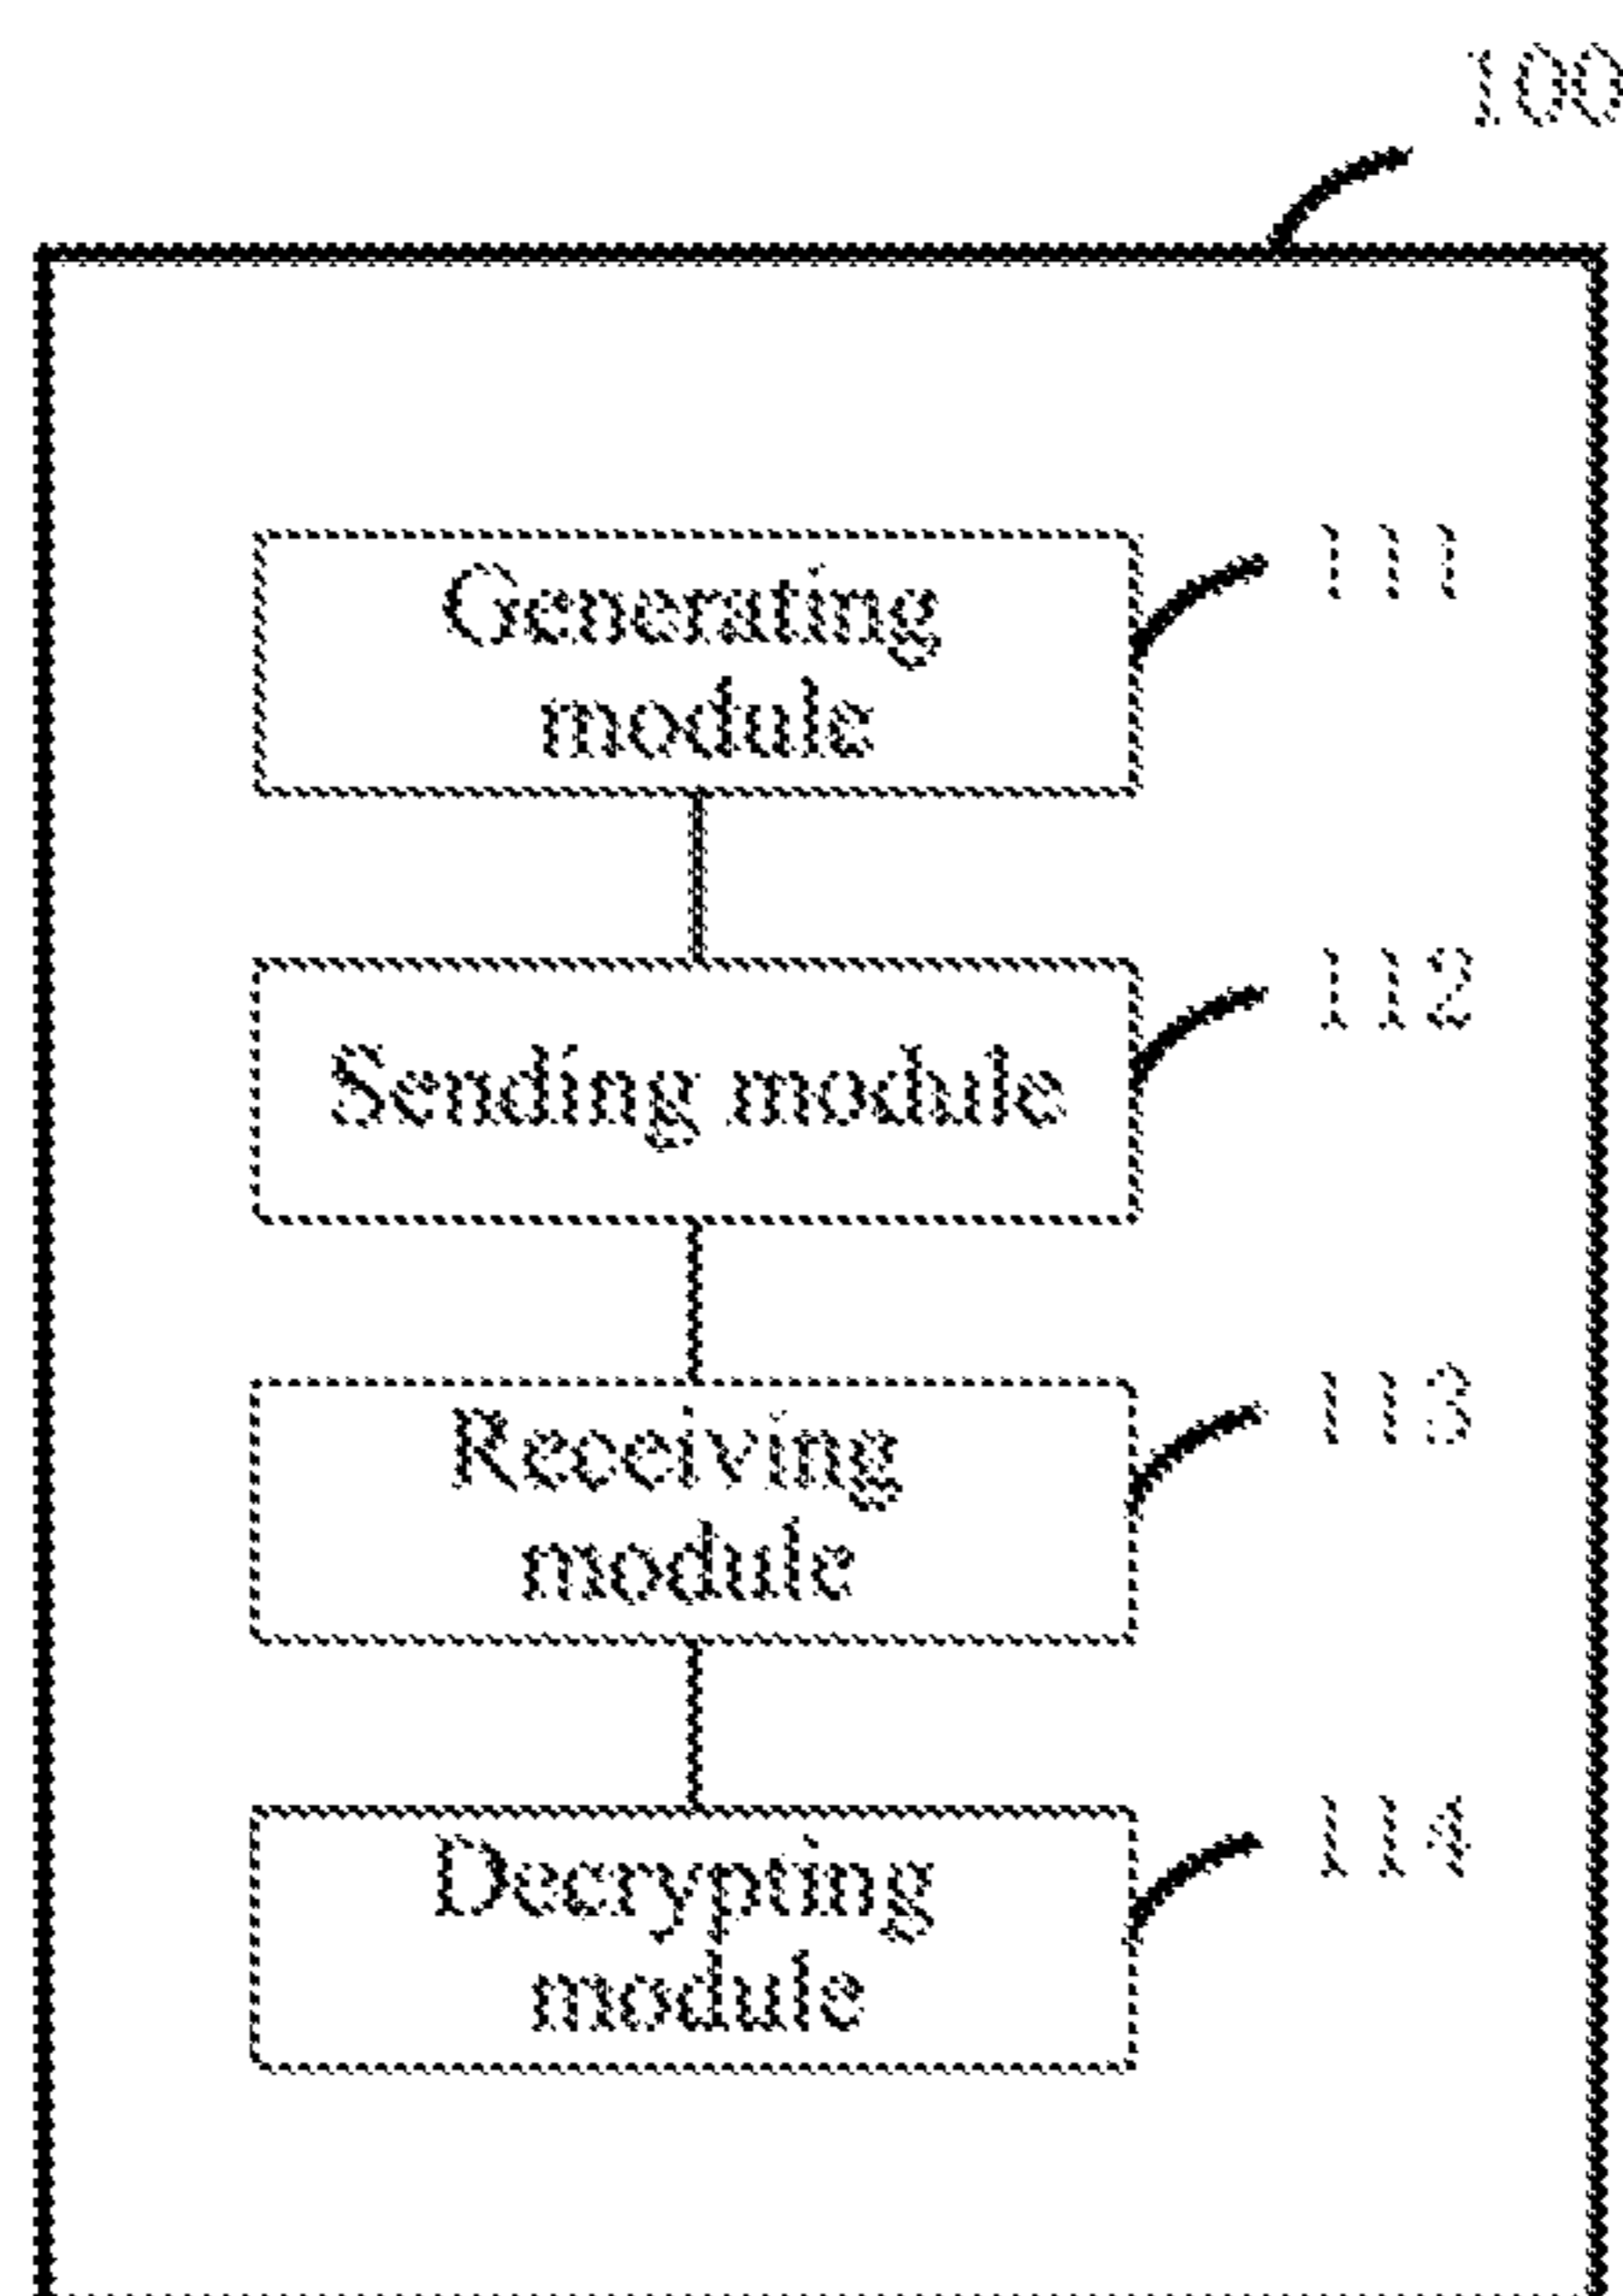 100
Generating
module
111
Sending module
112
Receiving
module
113
Decrypting
module
114